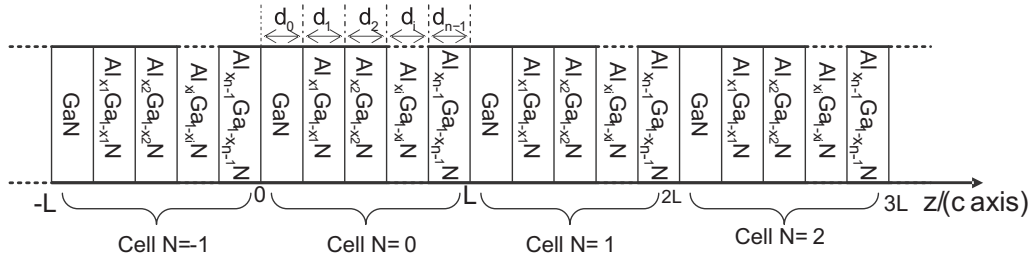 d₀ d₁ d₂ dᵢ dₙ₋₁
GaN
Alₓ₁Ga₁₋ₓ₁N
Alₓ₂Ga₁₋ₓ₂N
AlₓᵢGa₁₋ₓᵢN
Alₓₙ₋₁Ga₁₋ₓₙ₋₁N
GaN
Alₓ₁Ga₁₋ₓ₁N
Alₓ₂Ga₁₋ₓ₂N
AlₓᵢGa₁₋ₓᵢN
Alₓₙ₋₁Ga₁₋ₓₙ₋₁N
GaN
Alₓ₁Ga₁₋ₓ₁N
Alₓ₂Ga₁₋ₓ₂N
AlₓᵢGa₁₋ₓᵢN
Alₓₙ₋₁Ga₁₋ₓₙ₋₁N
GaN
Alₓ₁Ga₁₋ₓ₁N
Alₓ₂Ga₁₋ₓ₂N
AlₓᵢGa₁₋ₓᵢN
Alₓₙ₋₁Ga₁₋ₓₙ₋₁N
-L 0 L 2L 3L z/(c axis)
Cell N=-1 Cell N= 0 Cell N= 1 Cell N= 2